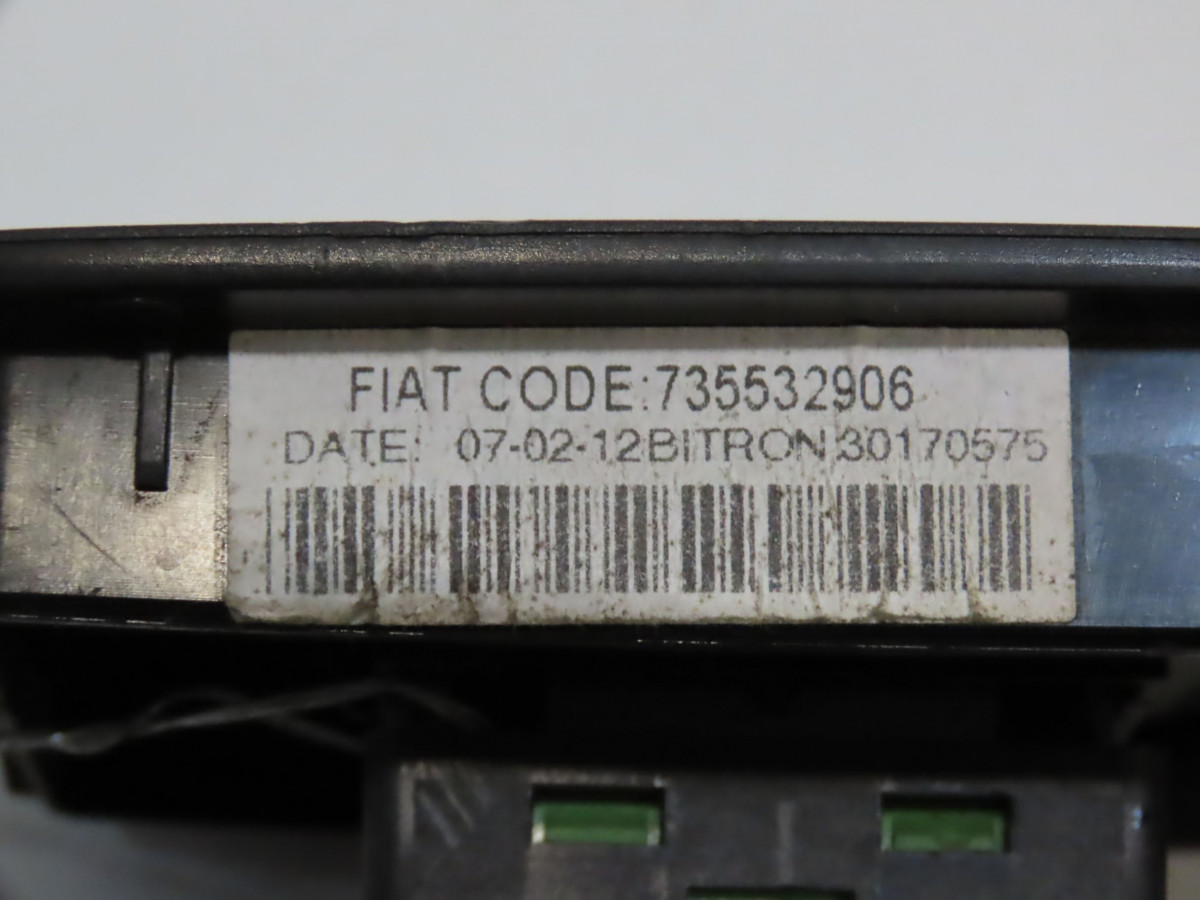 FIAT CODE:735532906
DATE: 07-02-12BITRON 30170575